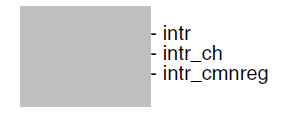 - intr
- intr_ch
- intr_cmnreg